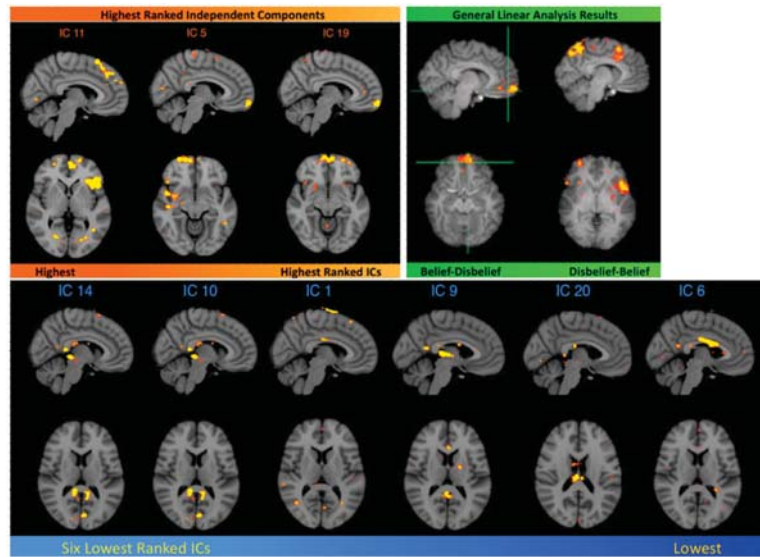 Highest Ranked Independent Components
IC 11
IC 5
IC 19
Highest
Highest Ranked ICs
General Linear Analysis Results
Belief-Disbelief
Disbelief-Belief
IC 14
IC 10
IC 1
IC 9
IC 20
IC 6
Six Lowest Ranked ICs
Lowest